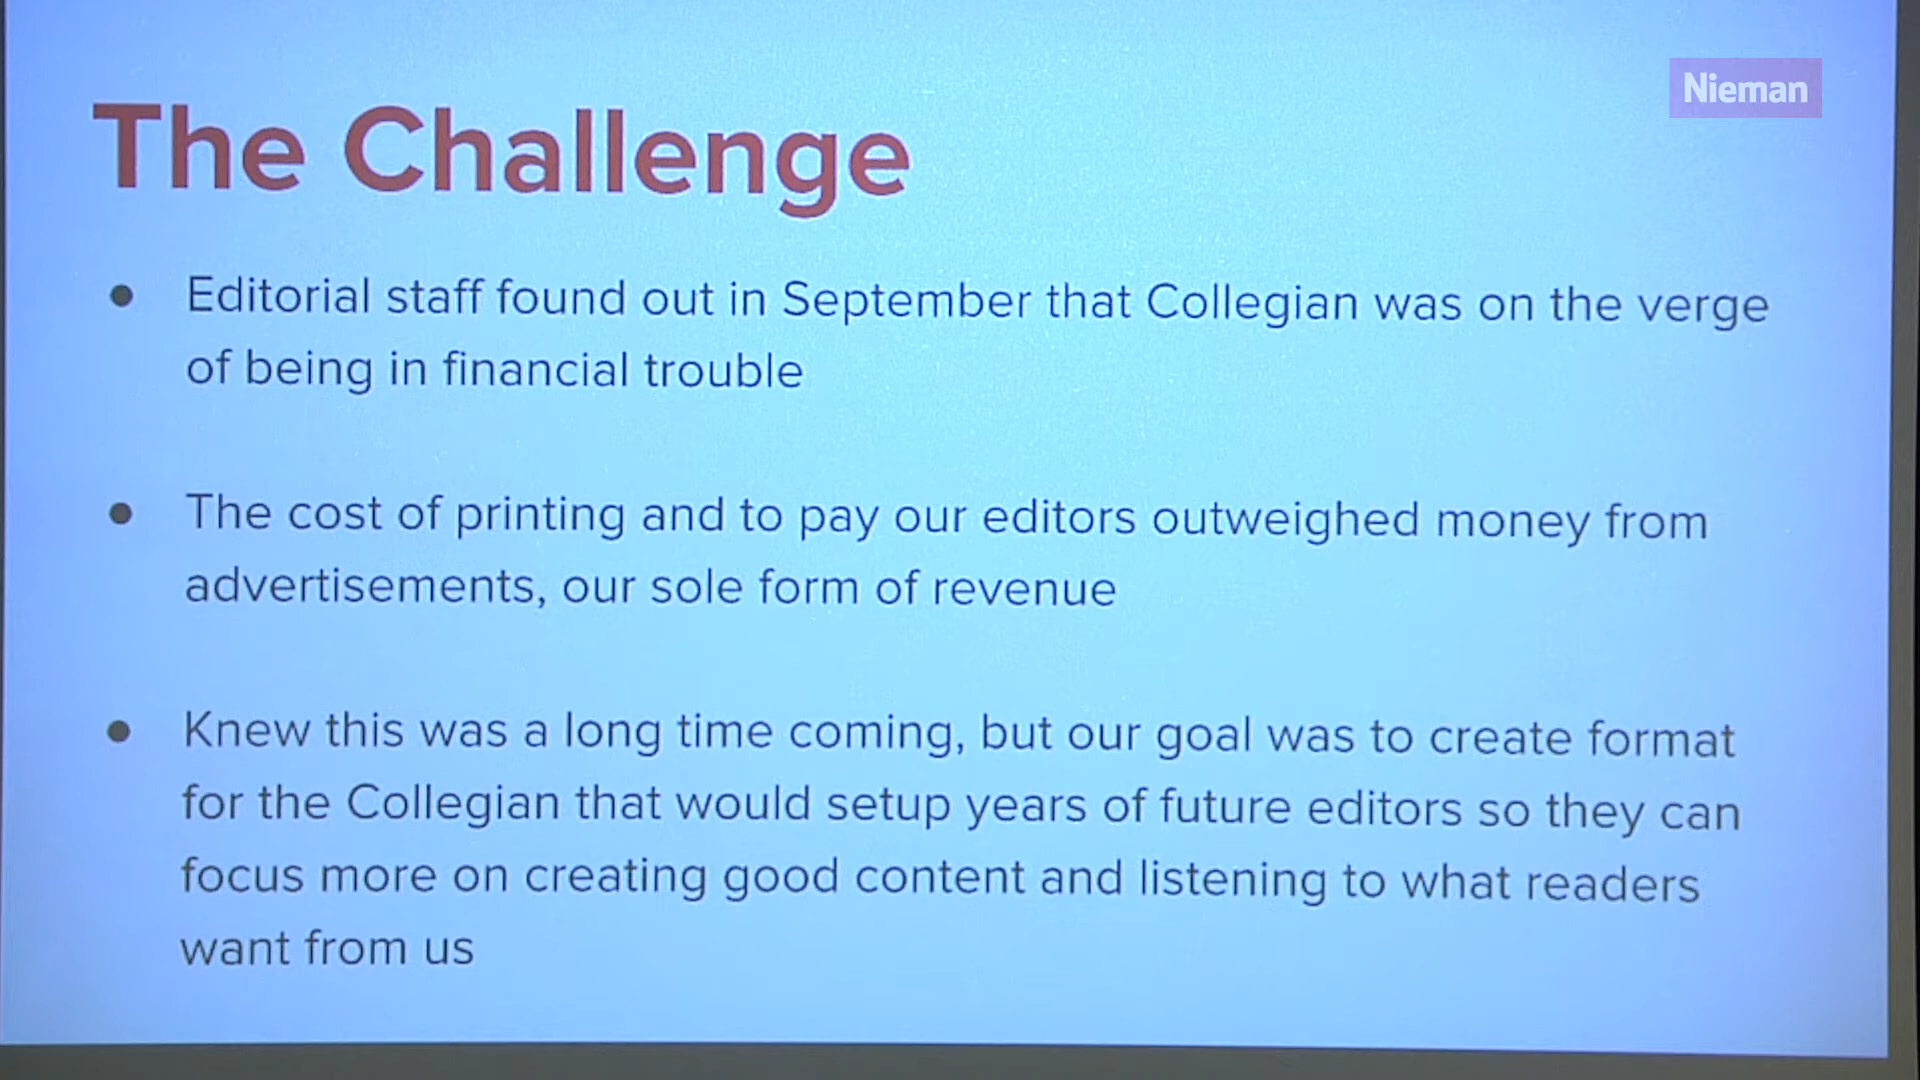 Nieman
The Challenge
● Editorial staff found out in September that Collegian was on the verge
of being in financial trouble
● The cost of printing and to pay our editors outweighed money from
advertisements, our sole form of revenue
● Knew this was a long time coming, but our goal was to create format
for the Collegian that would setup years of future editors so they can
focus more on creating good content and listening to what readers
want from us